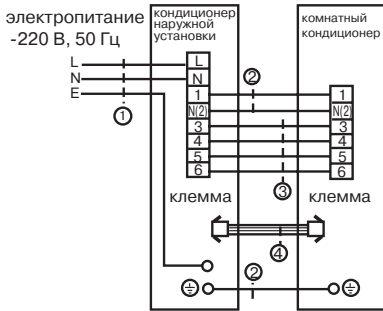 электропитание
-220 В, 50 Гц
кондиционер
наружной
установки
комнатный
кондиционер
L
N
E
L
N
1
N(2)
3
4
5
6
1
N(2)
3
4
5
6
①
②
③
клемма
клемма
④
②